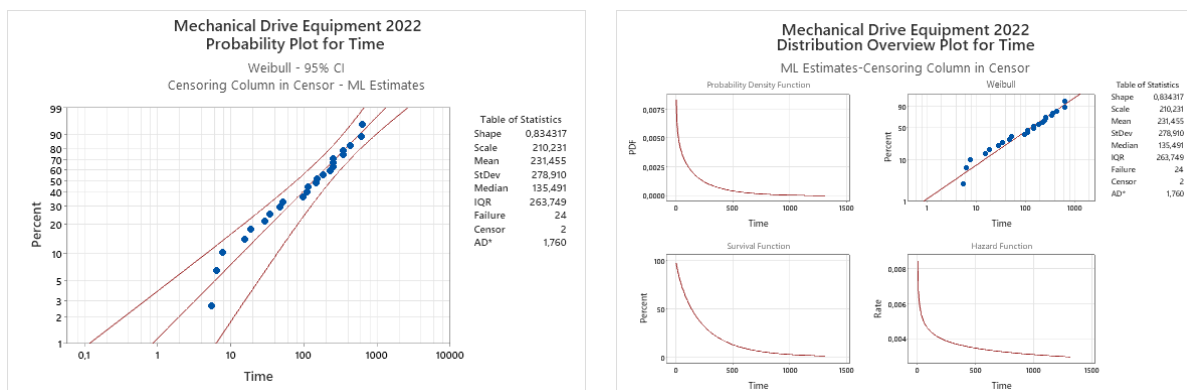 Mechanical Drive Equipment 2022
Probability Plot for Time
Weibull - 95% CI
Censoring Column in Censor - ML Estimates
99
90
80
70
60
50
40
30
20
10
5
3
2
1
Percent
0,1 1 10 100 1000 10000
Time
Table of Statistics
Shape 0,834317
Scale 210,231
Mean 231,455
StDev 278,910
Median 135,491
IQR 263,749
Failure 24
Censor 2
AD* 1,760
Mechanical Drive Equipment 2022
Distribution Overview Plot for Time
ML Estimates-Censoring Column in Censor
Probability Density Function
0,0075
0,0050
0,0025
0,0000
PDF
0 500 1000 1500
Time
Weibull
90
50
10
1
Percent
1 10 100 1000
Time
Table of Statistics
Shape 0,834317
Scale 210,231
Mean 231,455
StDev 278,910
Median 135,491
IQR 263,749
Failure 24
Censor 2
AD* 1,760
Survival Function
100
50
0
Percent
0 500 1000 1500
Time
Hazard Function
0,008
0,006
0,004
Rate
0 500 1000 1500
Time